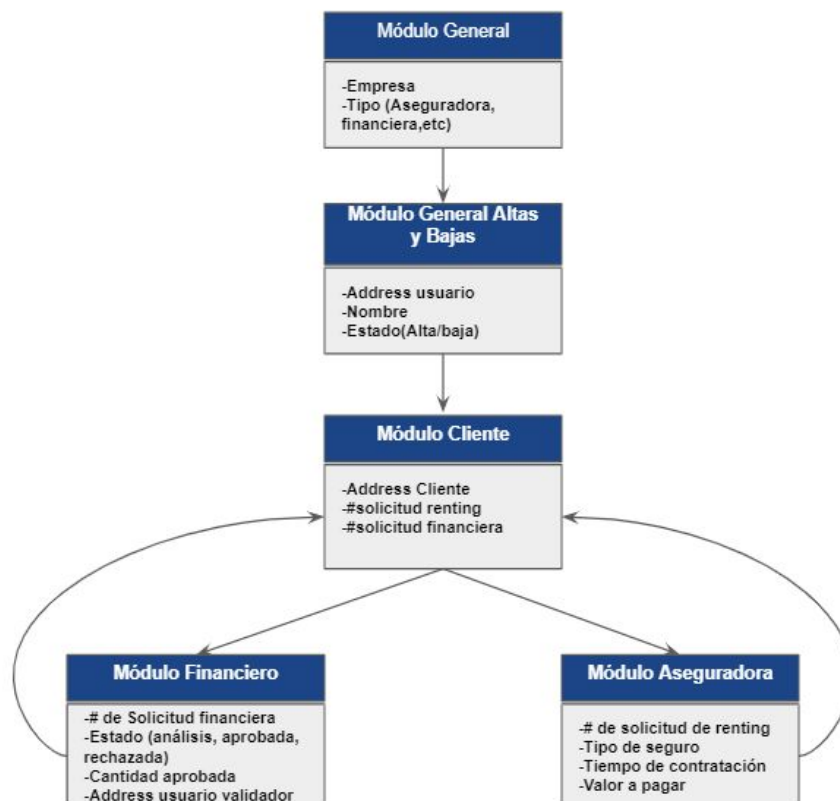 Módulo General
-Empresa
-Tipo (Aseguradora,
financiera,etc)
Módulo General Altas
y Bajas
-Address usuario
-Nombre
-Estado(Alta/baja)
Módulo Cliente
-Address Cliente
-#solicitud renting
-#solicitud financiera
Módulo Financiero
-# de Solicitud financiera
-Estado (análisis, aprobada,
rechazada)
-Cantidad aprobada
-Address usuario validador
Módulo Aseguradora
-# de solicitud de renting
-Tipo de seguro
-Tiempo de contratación
-Valor a pagar